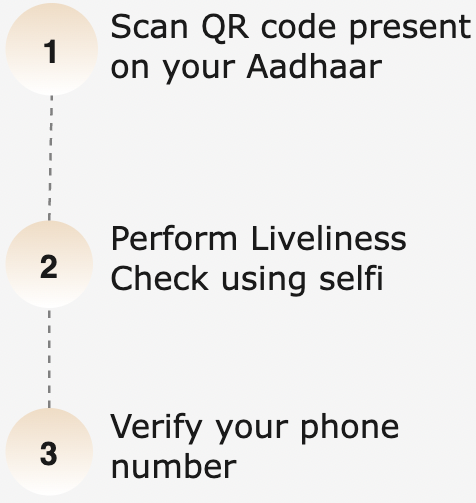 1
Scan QR code present
on your Aadhaar
2
Perform Liveliness
Check using selfi
3
Verify your phone
number